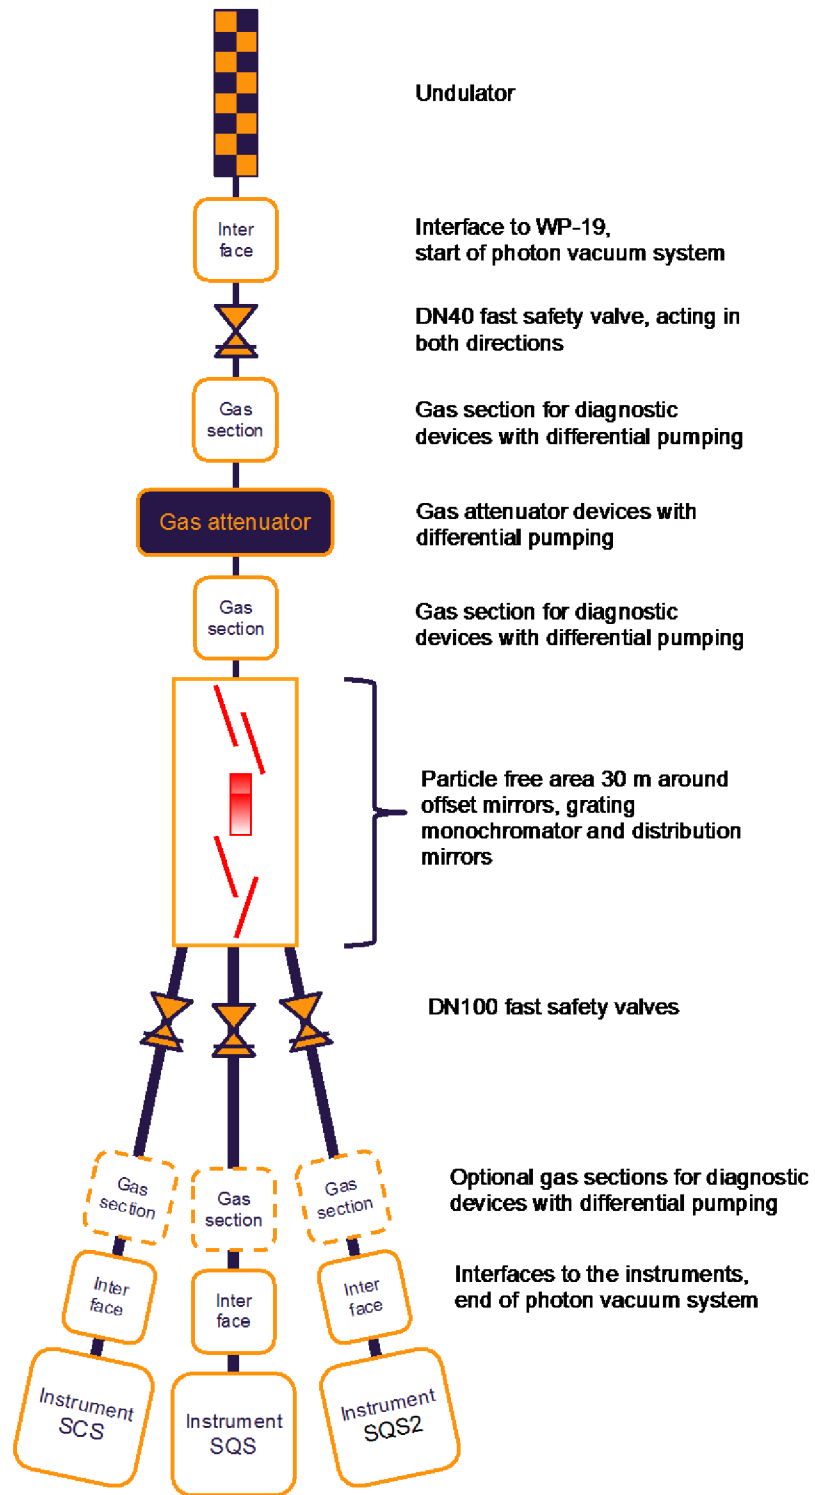 Undulator
Inter
face
Interface to WP-19,
start of photon vacuum system
DN40 fast safety valve, acting in
both directions
Gas
section
Gas section for diagnostic
devices with differential pumping
Gas attenuator
Gas attenuator devices with
differential pumping
Gas
section
Gas section for diagnostic
devices with differential pumping
Particle free area 30 m around
offset mirrors, grating
monochromator and distribution
mirrors
DN100 fast safety valves
Gas
section
Gas
section
Gas
section
Optional gas sections for diagnostic
devices with differential pumping
Inter
face
Inter
face
Inter
face
Interfaces to the instruments,
end of photon vacuum system
Instrument
SCS
Instrument
SQS
Instrument
SQS2